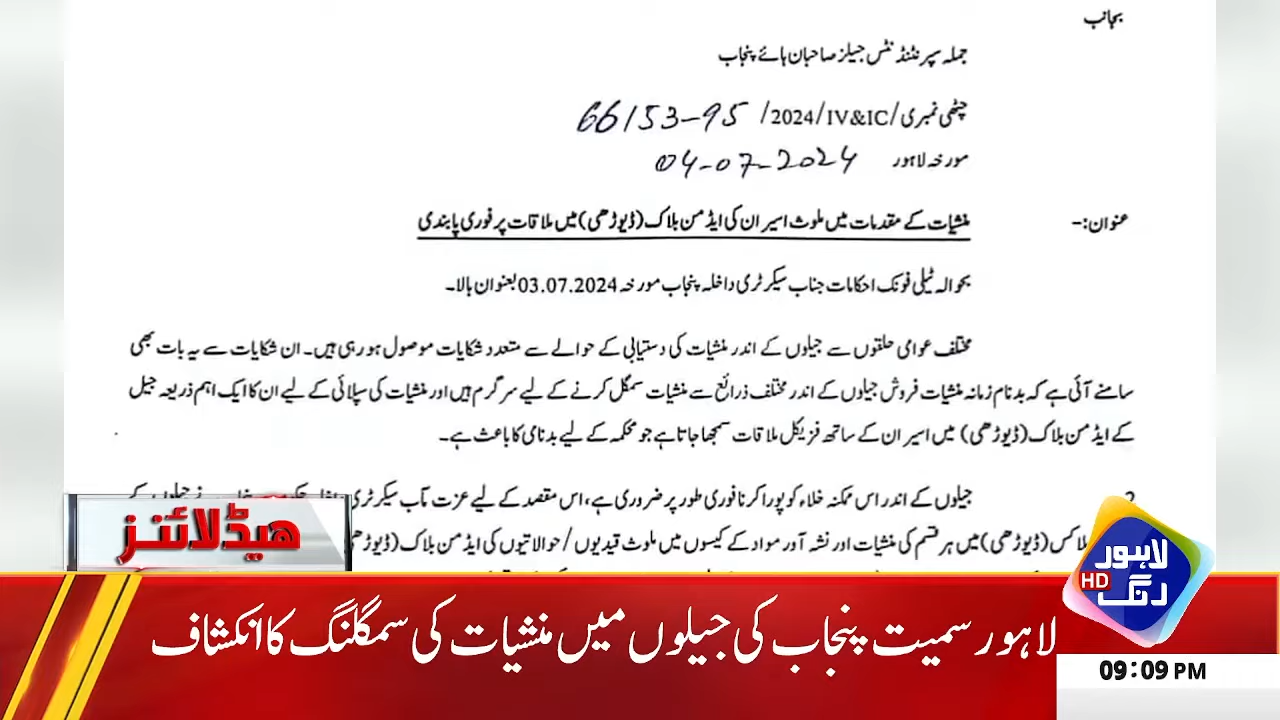 بجانب
جملہ سپرنٹنڈنٹس جیلز صاحبان ہائے پنجاب
چٹھی نمبری/IV&IC/2024/ 66153-95
مورخہ لاہور 04-07-2024
عنوان:- منشیات کے مقدمات میں ملوث اسیران کی ایڈمن بلاک (ڈیوڑھی) میں ملاقات پر فوری پابندی
بحوالہ ٹیلی فونک احکامات جناب سیکرٹری داخلہ پنجاب مورخہ 03.07.2024 بعنوان بالا۔
مختلف عوامی حلقوں سے جیلوں کے اندر منشیات کی دستیابی کے حوالے سے متعدد شکایات موصول ہو رہی ہیں۔ ان شکایات سے یہ بات بھی
سامنے آئی ہے کہ بدنام زمانہ منشیات فروش جیلوں کے اندر مختلف ذرائع سے منشیات سمگل کرنے کے لیے سرگرم ہیں اور منشیات کی سپلائی کے لیے ان کا ایک اہم ذریعہ جیل
کے ایڈمن بلاک (ڈیوڑھی) میں اسیران کے ساتھ فزیکل ملاقات سمجھا جاتا ہے جو محکمہ کے لیے بدنامی کا باعث ہے۔
2 جیلوں کے اندر اس ممکنہ خلاء کو پورا کرنا فوری طور پر ضروری ہے، اس مقصد کے لیے عزت مآب سیکرٹری
بلاکس (ڈیوڑھی) میں ہر قسم کی منشیات اور نشہ آور مواد کے کیسوں میں ملوث قیدیوں/حوالاتیوں کی ایڈمن بلاک (ڈیوڑھی
ہیڈلائنز
لاہور رنگ HD
لاہور سمیت پنجاب کی جیلوں میں منشیات کی سمگلنگ کا انکشاف
09:09 PM